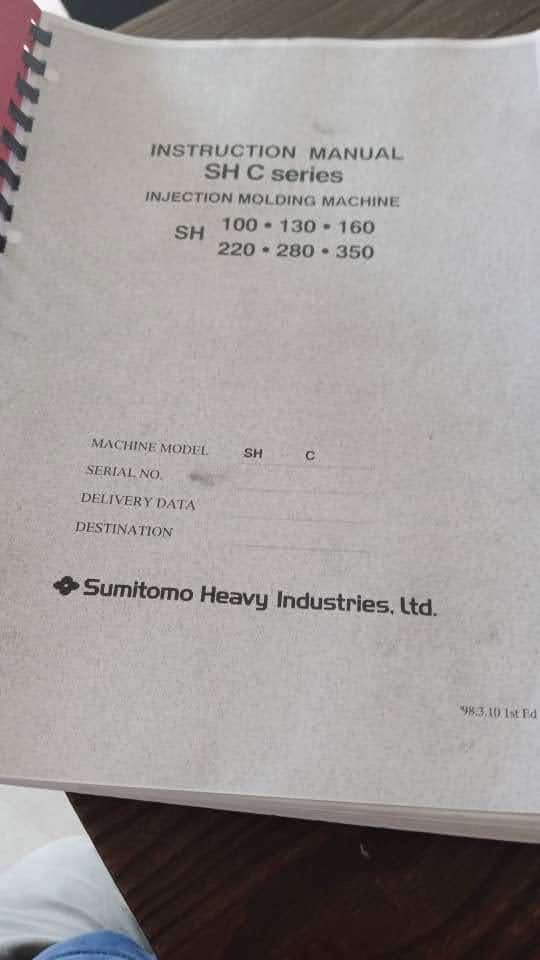 INSTRUCTION MANUAL
SH C series
INJECTION MOLDING MACHINE
SH 100 • 130 • 160
220 • 280 • 350
MACHINE MODEL SH C
SERIAL NO.
DELIVERY DATA
DESTINATION
Sumitomo Heavy Industries, Ltd.
'98.3.10 1st Ed